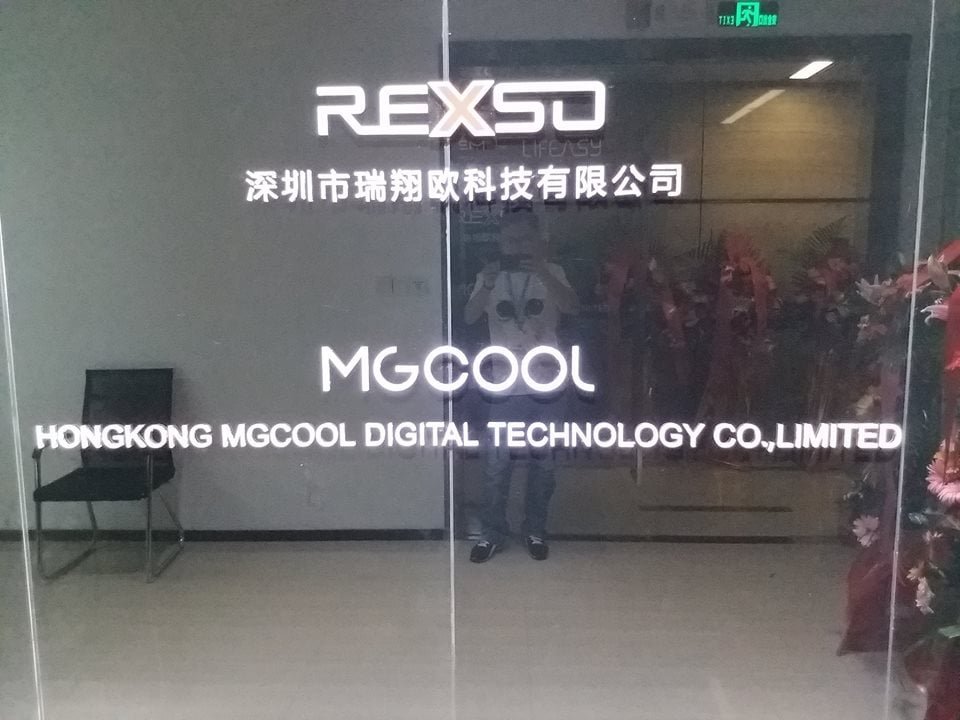 REXSO
深圳市瑞翔欧科技有限公司
LIFEASY
MGCOOL
HONGKONG MGCOOL DIGITAL TECHNOLOGY CO.,LIMITED